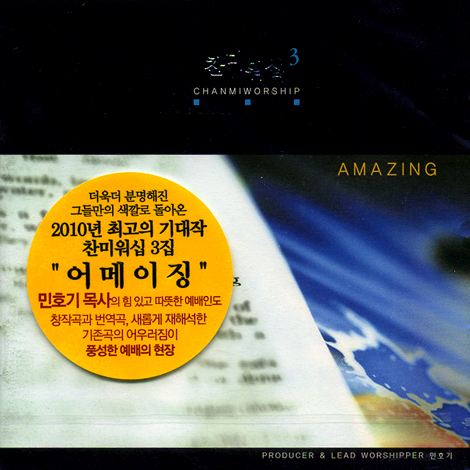 찬미워십 3
CHANMIWORSHIP
AMAZING
더욱더 분명해진
그들만의 색깔로 돌아온
2010년 최고의 기대작
찬미워십 3집
"어메이징"
민호기 목사의 힘 있고 따뜻한 예배인도
창작곡과 번역곡, 새롭게 재해석한
기존곡의 어우러짐이
풍성한 예배의 현장
PRODUCER & LEAD WORSHIPPER 민호기